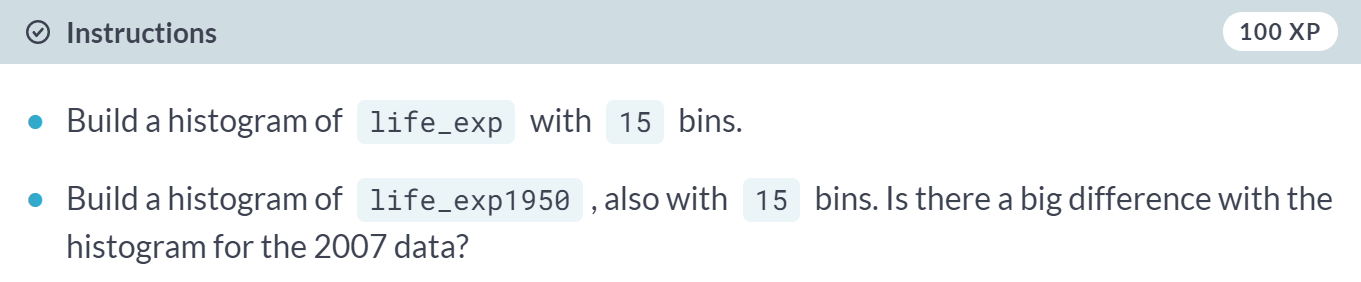 Instructions 100 XP
Build a histogram of life_exp with 15 bins.
Build a histogram of life_exp1950 , also with 15 bins. Is there a big difference with the
histogram for the 2007 data?